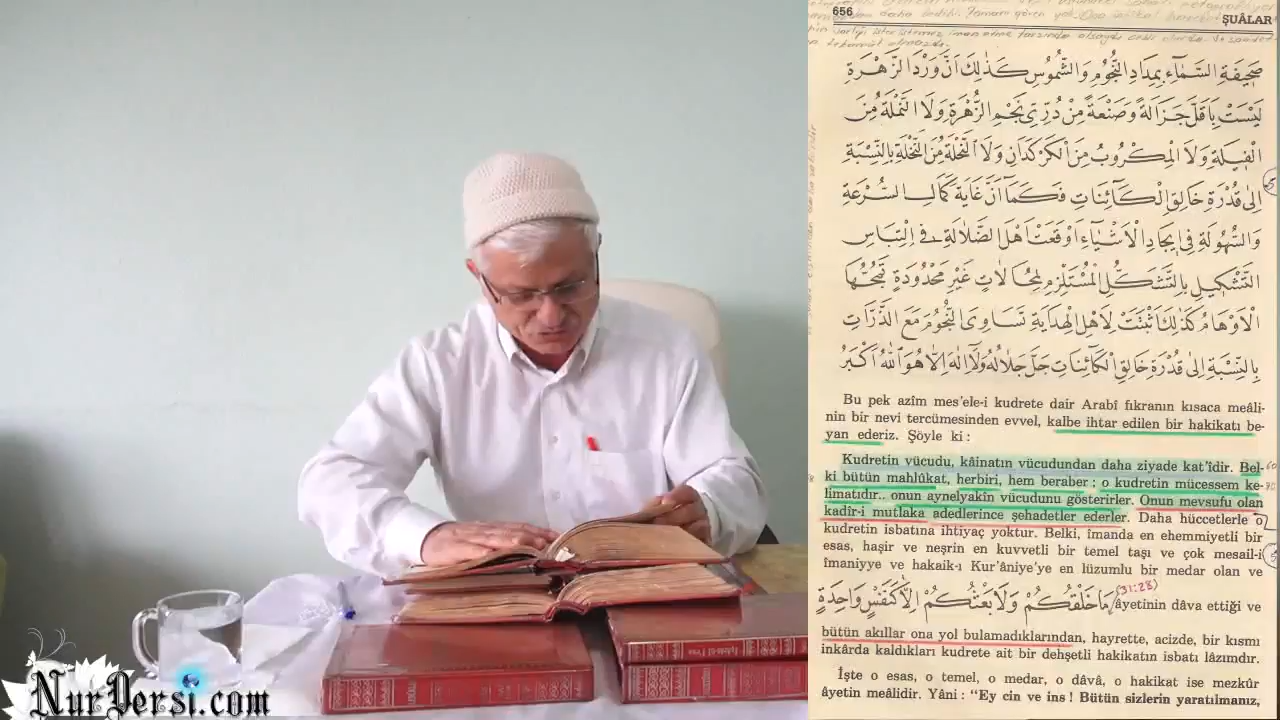 656
ŞUÂLAR
صَحِيفَةِ السَّمَاءِ بِمِدَادِ النُّجُومِ وَالشُّمُوسِ كَذٰلِكَ اَنَّ وَرْدَ الزَّهْرَةِ
لَيْسَتْ بِاَقَلَّ جَزَالَةً وَصَنْعَةً مِنْ دُرِّىِّ نَجْمِ الزُّهْرَةِ وَلَا النَّمْلَةُ مِنَ
الْفِيلَةِ وَلَا الْمِكْرُوبُ مِنَ الْكَرْكَدَانِ وَلَا النَّحْلَةُ مِنَ النَّخْلَةِ بِالنِّسْبَةِ
اِلٰى قُدْرَةِ خَالِقِ الْكَائِنَاتِ فَكَمَا اَنَّ غَايَةَ كَمَالِ السُّرْعَةِ
وَالسُّهُولَةِ فِى اِيجَادِ الْاَشْيَاءِ اَوْقَعَتْ اَهْلَ الضَّلَالَةِ فِى الْتِبَاسِ
التَّشْكِيلِ بِالتَّشَكُّلِ الْمُسْتَلْزِمِ لِمُحَالَاتٍ غَيْرِ مَحْدُودَةٍ تَمُجُّهَا
الْاَوْهَامُ كَذٰلِكَ اَثْبَتَتْ لِاَهْلِ الْهِدَايَةِ تَسَاوِىَ النُّجُومِ مَعَ الذَّرَّاتِ
بِالنِّسْبَةِ اِلٰى قُدْرَةِ خَالِقِ الْكَائِنَاتِ جَلَّ جَلَالُهُ وَلَا اِلٰهَ اِلَّا هُوَ اَللّٰهُ اَكْبَرُ
Bu pek azîm mes'ele-i kudrete dair Arabî fıkranın kısaca meâli-
nin bir nevi tercümesinden evvel, kalbe ihtar edilen bir hakikatı be-
yan ederiz. Şöyle ki:
Kudretin vücudu, kâinatın vücudundan daha ziyade kat'îdir. Bel-
ki bütün mahlûkat, herbiri, hem beraber; o kudretin mücessem ke-
limatıdır.. onun aynelyakîn vücudunu gösterirler. Onun mevsufu olan
kadîr-i mutlaka adedlerince şehadetler ederler. Daha hüccetlerle o
kudretin isbatına ihtiyaç yoktur. Belki, îmanda en ehemmiyetli bir
esas, haşir ve neşrin en kuvvetli bir temel taşı ve çok mesail-i
îmaniyye ve hakaik-ı Kur'âniye'ye en lüzumlu bir medar olan ve
(31:28)
مَا خَلْقُكُمْ وَلَا بَعْثُكُمْ اِلَّا كَنَفْسٍ وَاحِدَةٍ âyetinin dâva ettiği ve
bütün akıllar ona yol bulamadıklarından, hayrette, acizde, bir kısmı
inkârda kaldıkları kudrete ait bir dehşetli hakikatın isbatı lâzımdır.
İşte o esas, o temel, o medar, o dâvâ, o hakikat ise mezkûr
âyetin meâlidir. Yâni: "Ey cin ve ins! Bütün sizlerin yaratılmanız,
NurDersi.com